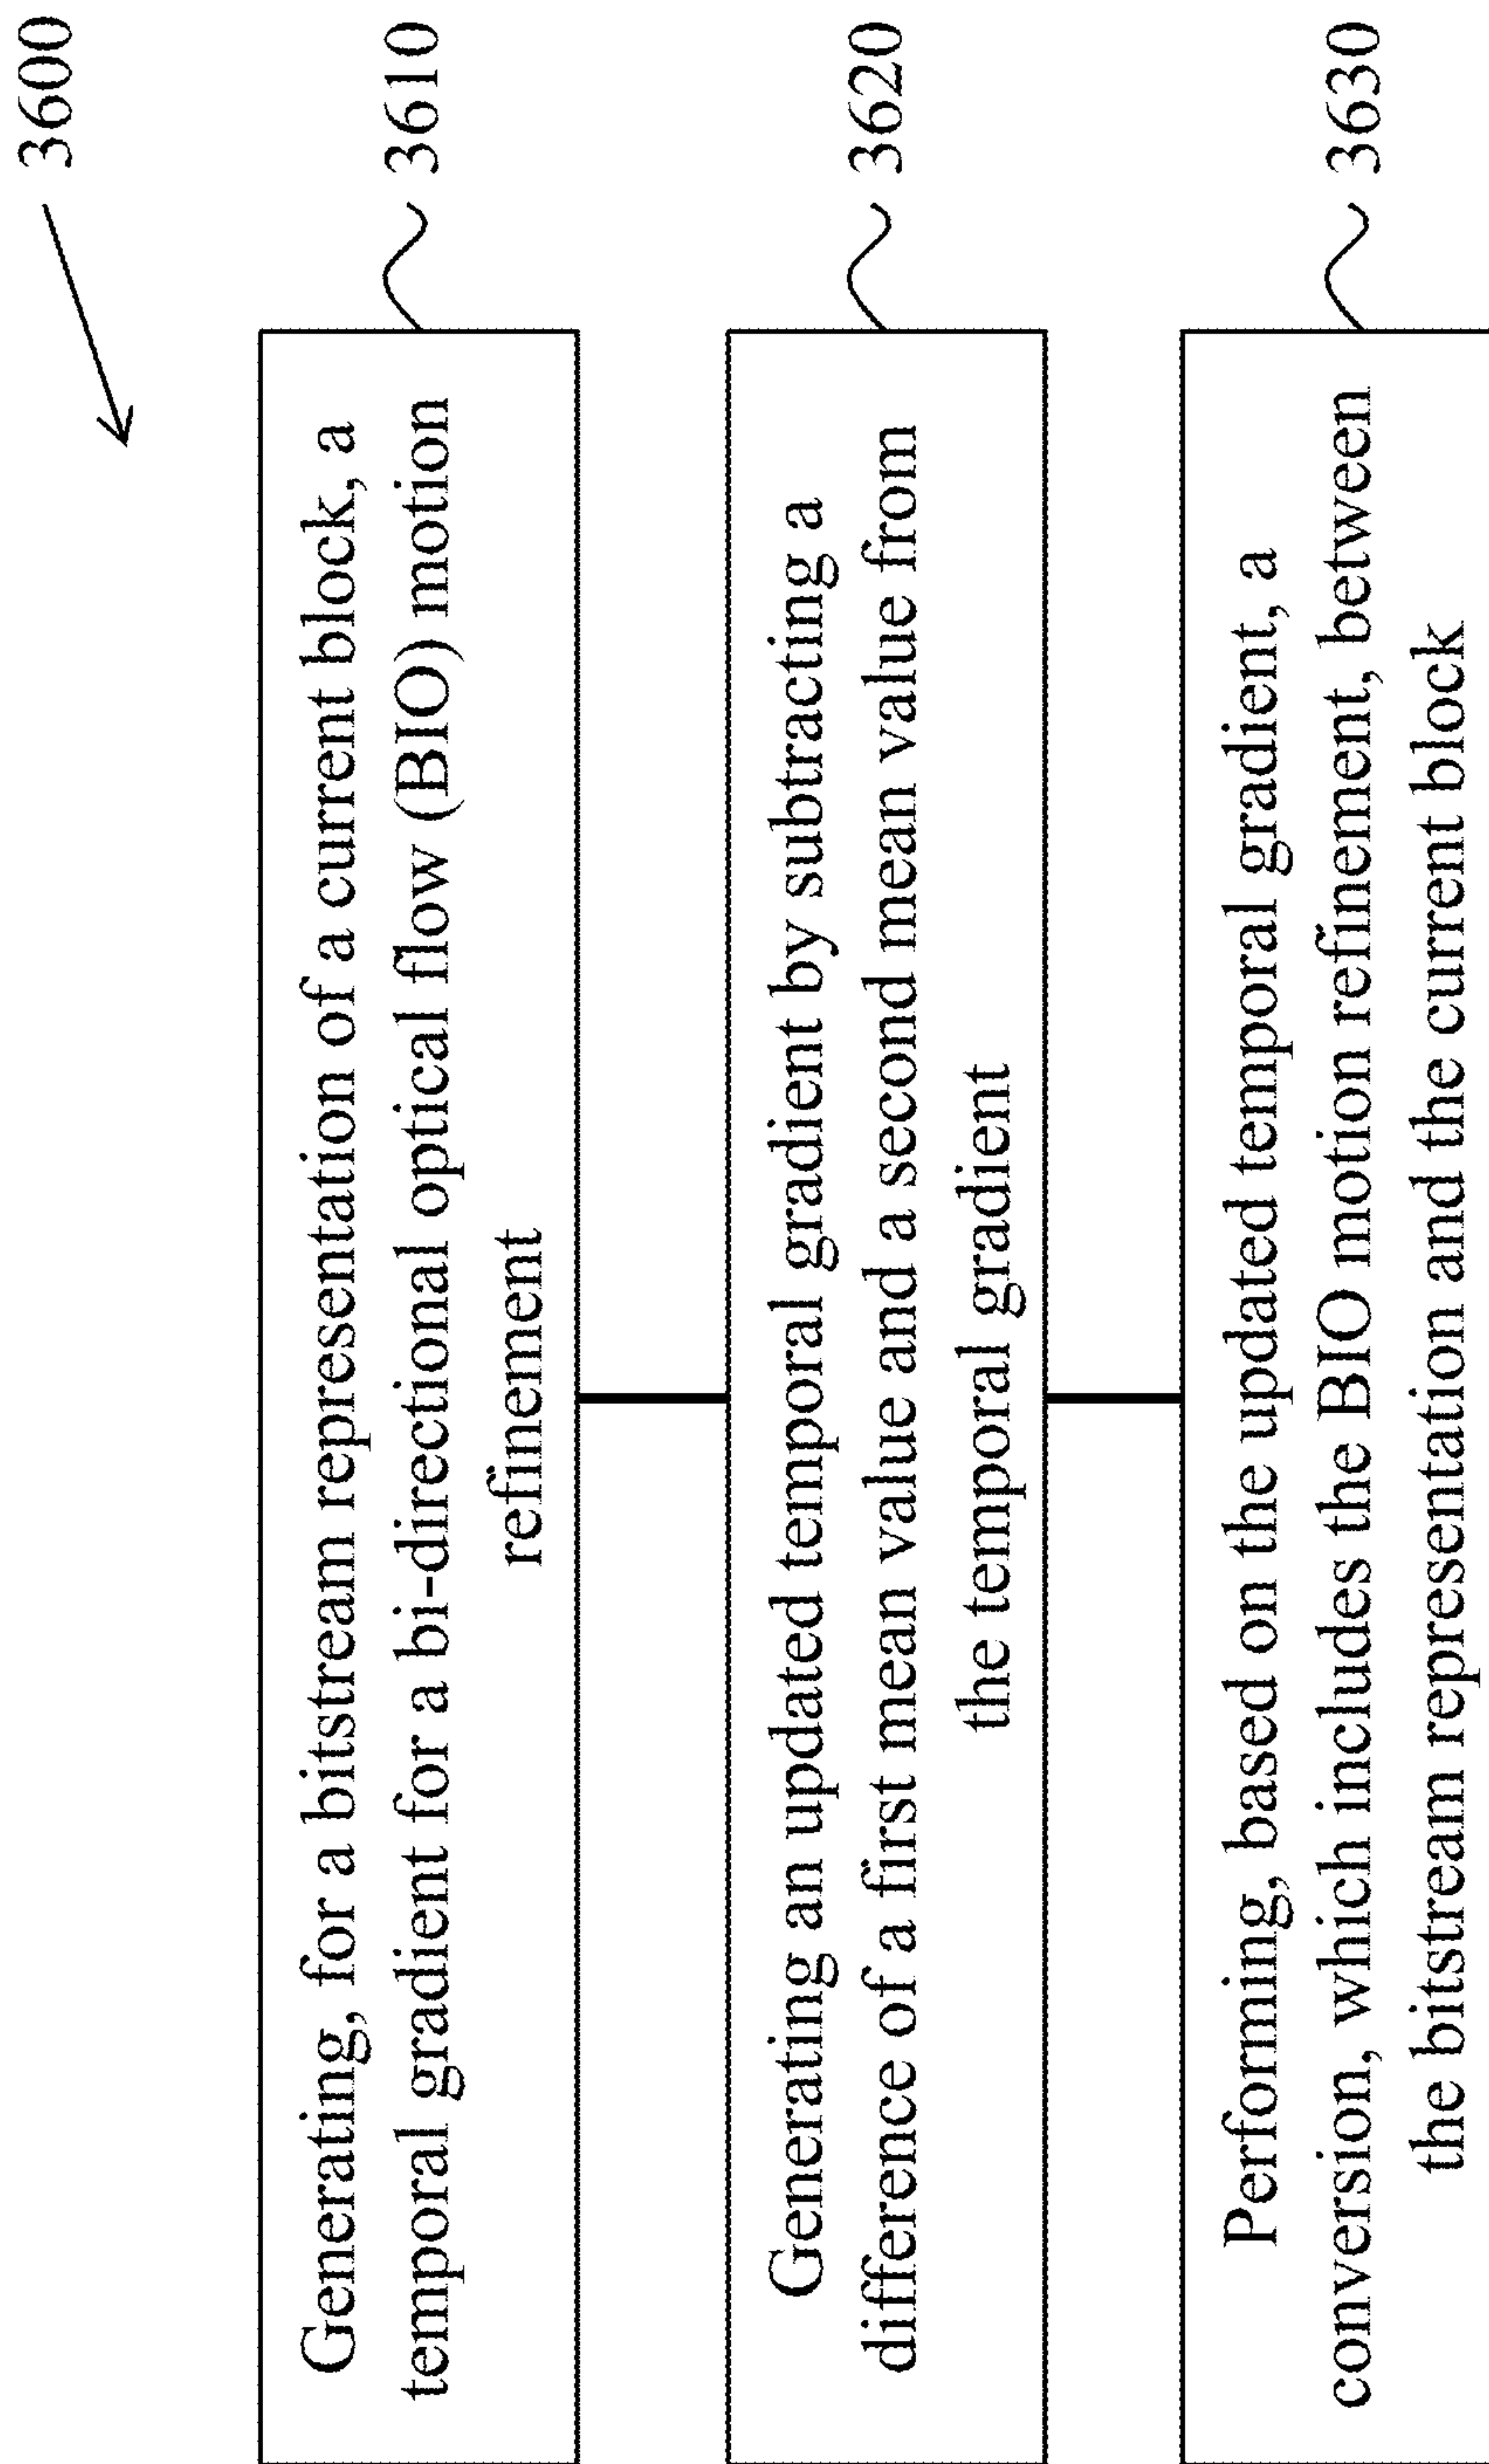 3600
Generating, for a bitstream representation of a current block, a
temporal gradient for a bi-directional optical flow (BIO) motion
refinement
3610
Generating an updated temporal gradient by subtracting a
difference of a first mean value and a second mean value from
the temporal gradient
3620
Performing, based on the updated temporal gradient, a
conversion, which includes the BIO motion refinement, between
the bitstream representation and the current block
3630